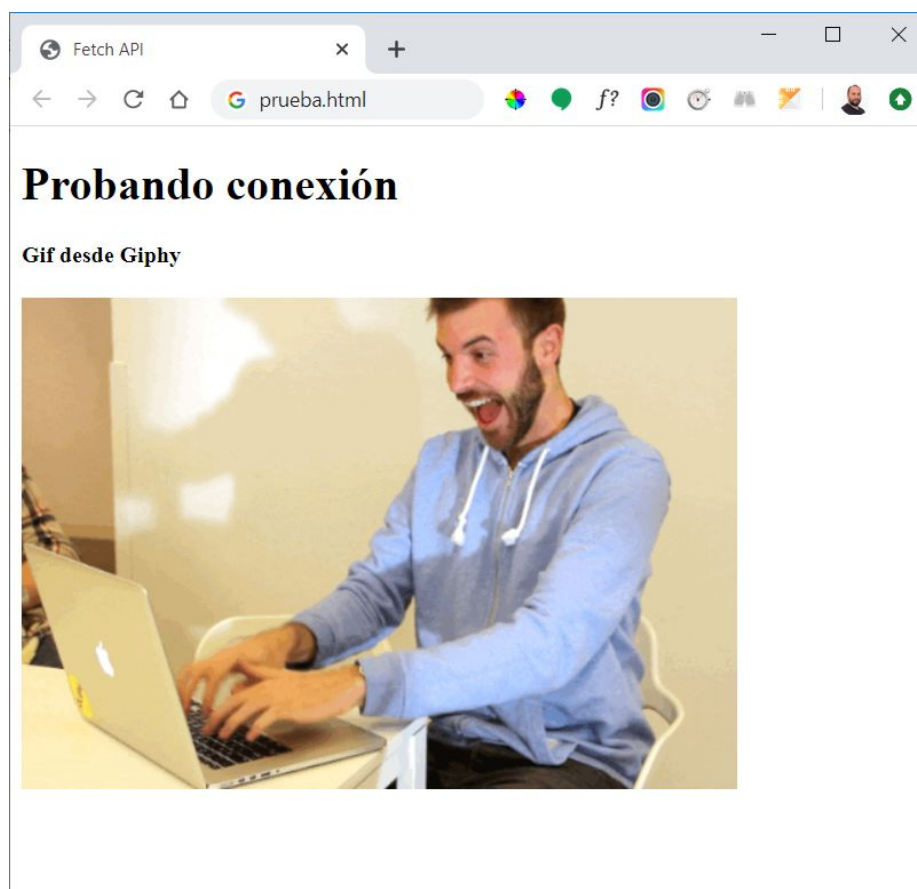 Fetch API
prueba.html
f?
Probando conexión
Gif desde Giphy